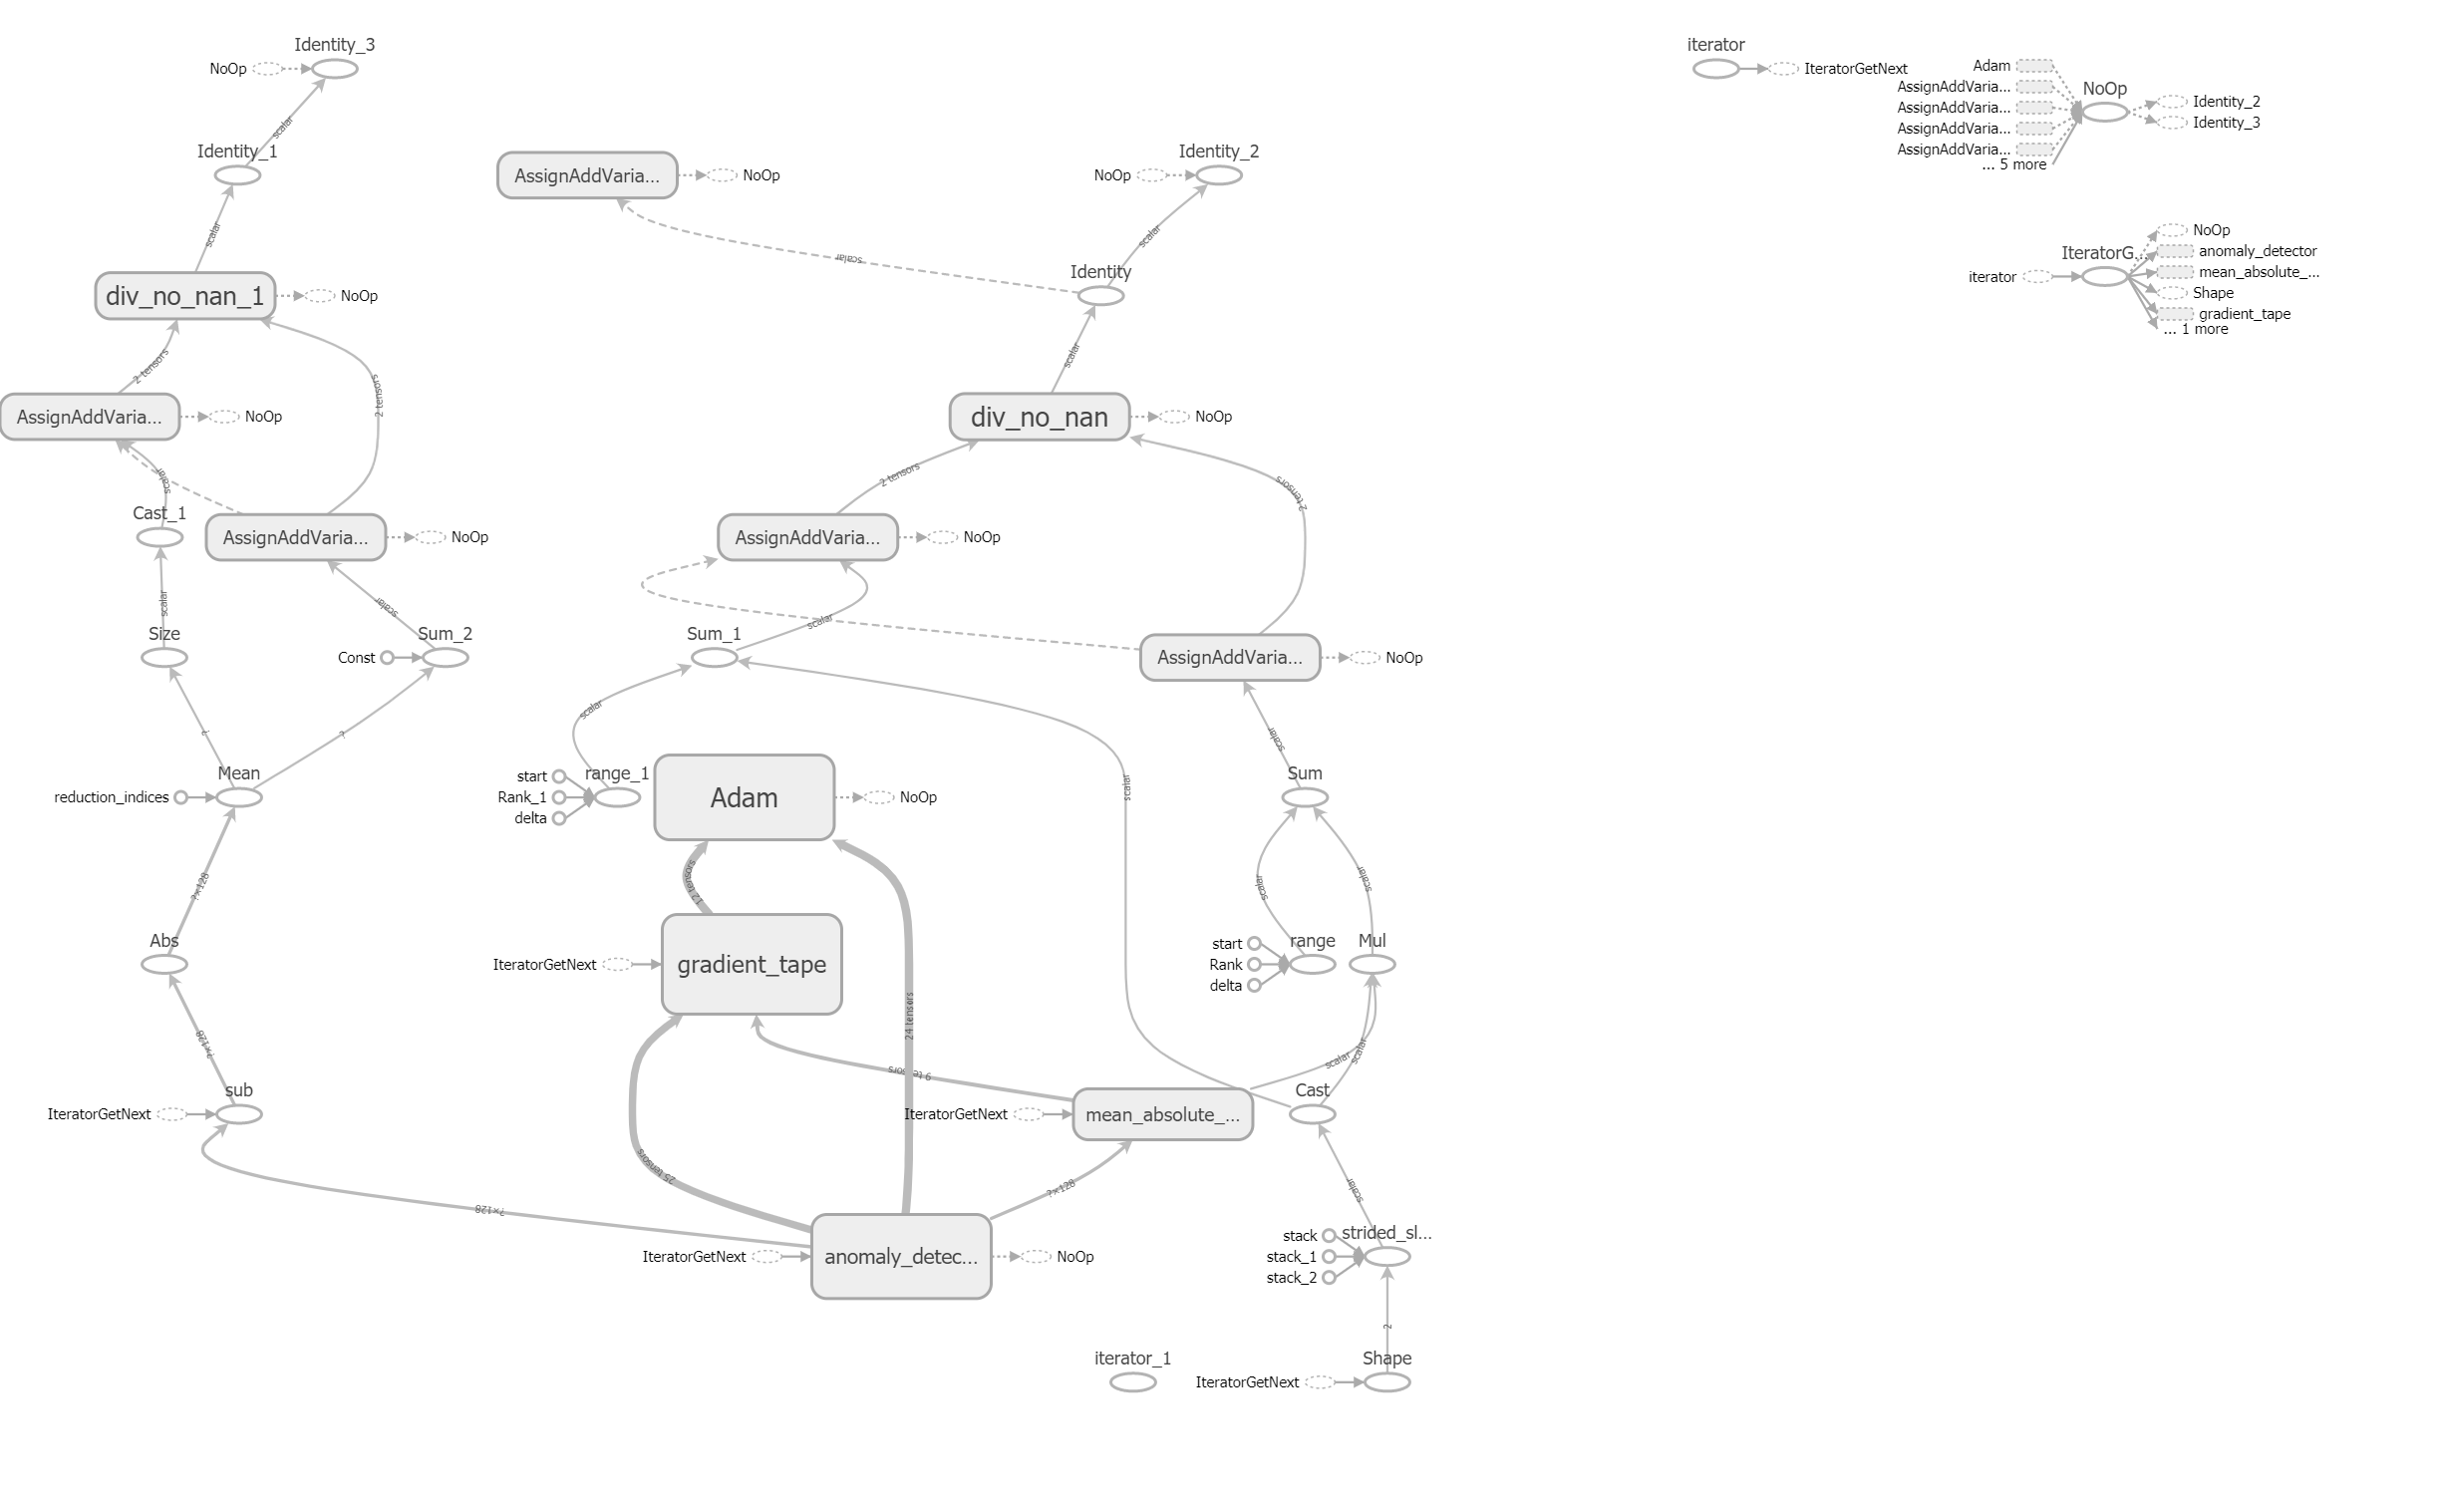 Identity_3
NoOp
scalar
Identity_1
scalar
div_no_nan_1
NoOp
2 tensors
2 tensors
AssignAddVaria...
NoOp
scalar
Cast_1
AssignAddVaria...
NoOp
scalar
scalar
Size
Sum_2
Const
?
?
Mean
reduction_indices
?×128
Abs
?×128
sub
IteratorGetNext
?×128
AssignAddVaria...
NoOp
Identity_2
NoOp
scalar
scalar
Identity
scalar
div_no_nan
NoOp
2 tensors
2 tensors
AssignAddVaria...
NoOp
scalar
Sum_1
AssignAddVaria...
NoOp
scalar
scalar
range_1
start
Rank_1
delta
Adam
NoOp
scalar
Sum
12 tensors
scalar
scalar
gradient_tape
IteratorGetNext
24 tensors
start
Rank
delta
range
Mul
9 tensors
scalar
scalar
mean_absolute_...
IteratorGetNext
Cast
25 tensors
?×128
scalar
anomaly_detec...
IteratorGetNext
NoOp
stack
stack_1
stack_2
strided_sl...
2
iterator_1
Shape
IteratorGetNext
iterator
IteratorGetNext
Adam
AssignAddVaria...
AssignAddVaria...
AssignAddVaria...
AssignAddVaria...
... 5 more
NoOp
Identity_2
Identity_3
IteratorG...
iterator
NoOp
anomaly_detector
mean_absolute_...
Shape
gradient_tape
... 1 more